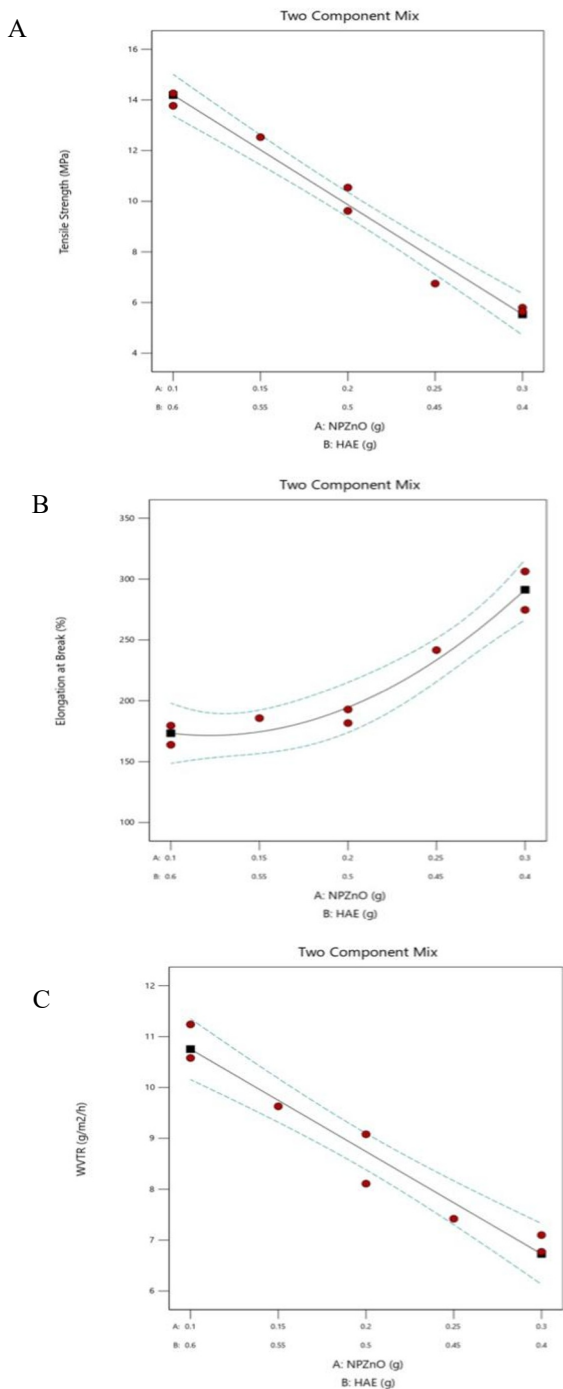 A
Two Component Mix
Tensile Strength (MPa)
16
14
12
10
8
6
4
A: 0.1 0.15 0.2 0.25 0.3
B: 0.6 0.55 0.5 0.45 0.4
A: NPZnO (g)
B: HAE (g)
B
Two Component Mix
Elongation at Break (%)
350
300
250
200
150
100
A: 0.1 0.15 0.2 0.25 0.3
B: 0.6 0.55 0.5 0.45 0.4
A: NPZnO (g)
B: HAE (g)
C
Two Component Mix
WVTR (g/m2/h)
12
11
10
9
8
7
6
A: 0.1 0.15 0.2 0.25 0.3
B: 0.6 0.55 0.5 0.45 0.4
A: NPZnO (g)
B: HAE (g)